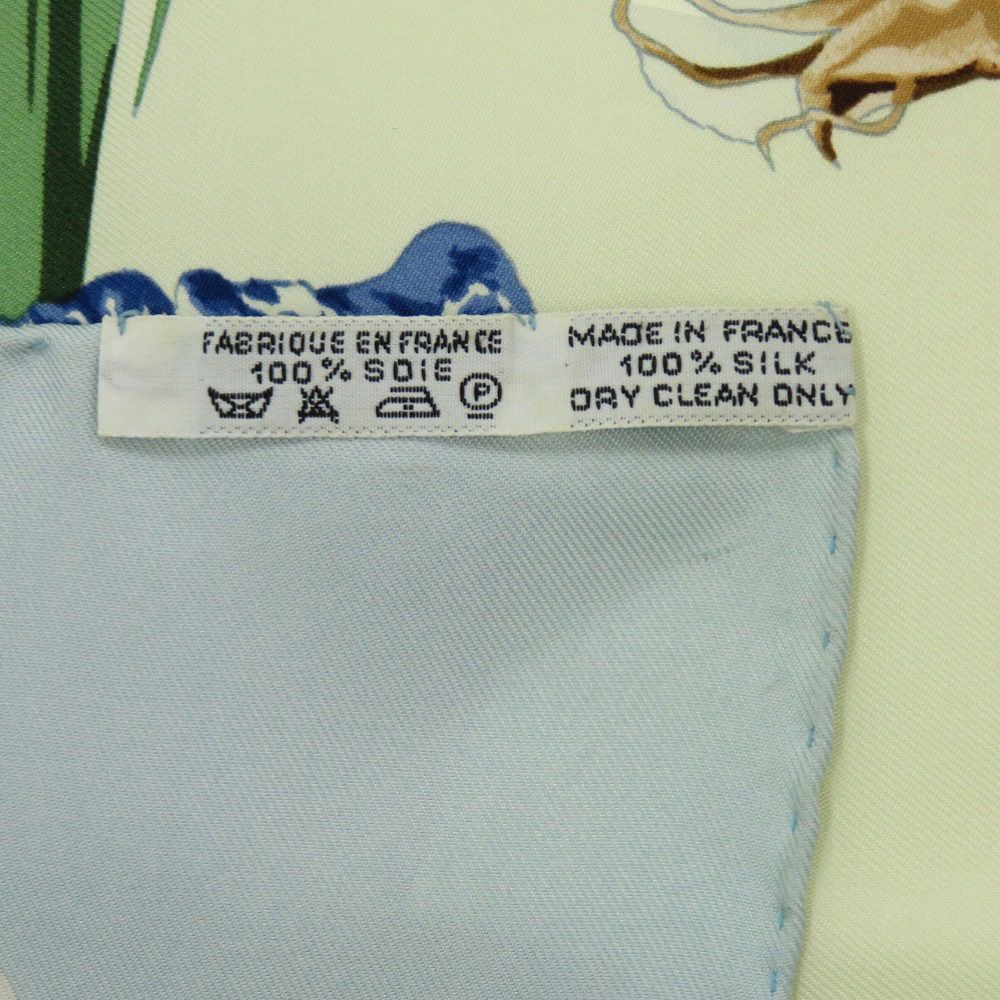 FABRIQUE EN FRANCE
100% SOIE
P
MADE IN FRANCE
100% SILK
DRY CLEAN ONLY